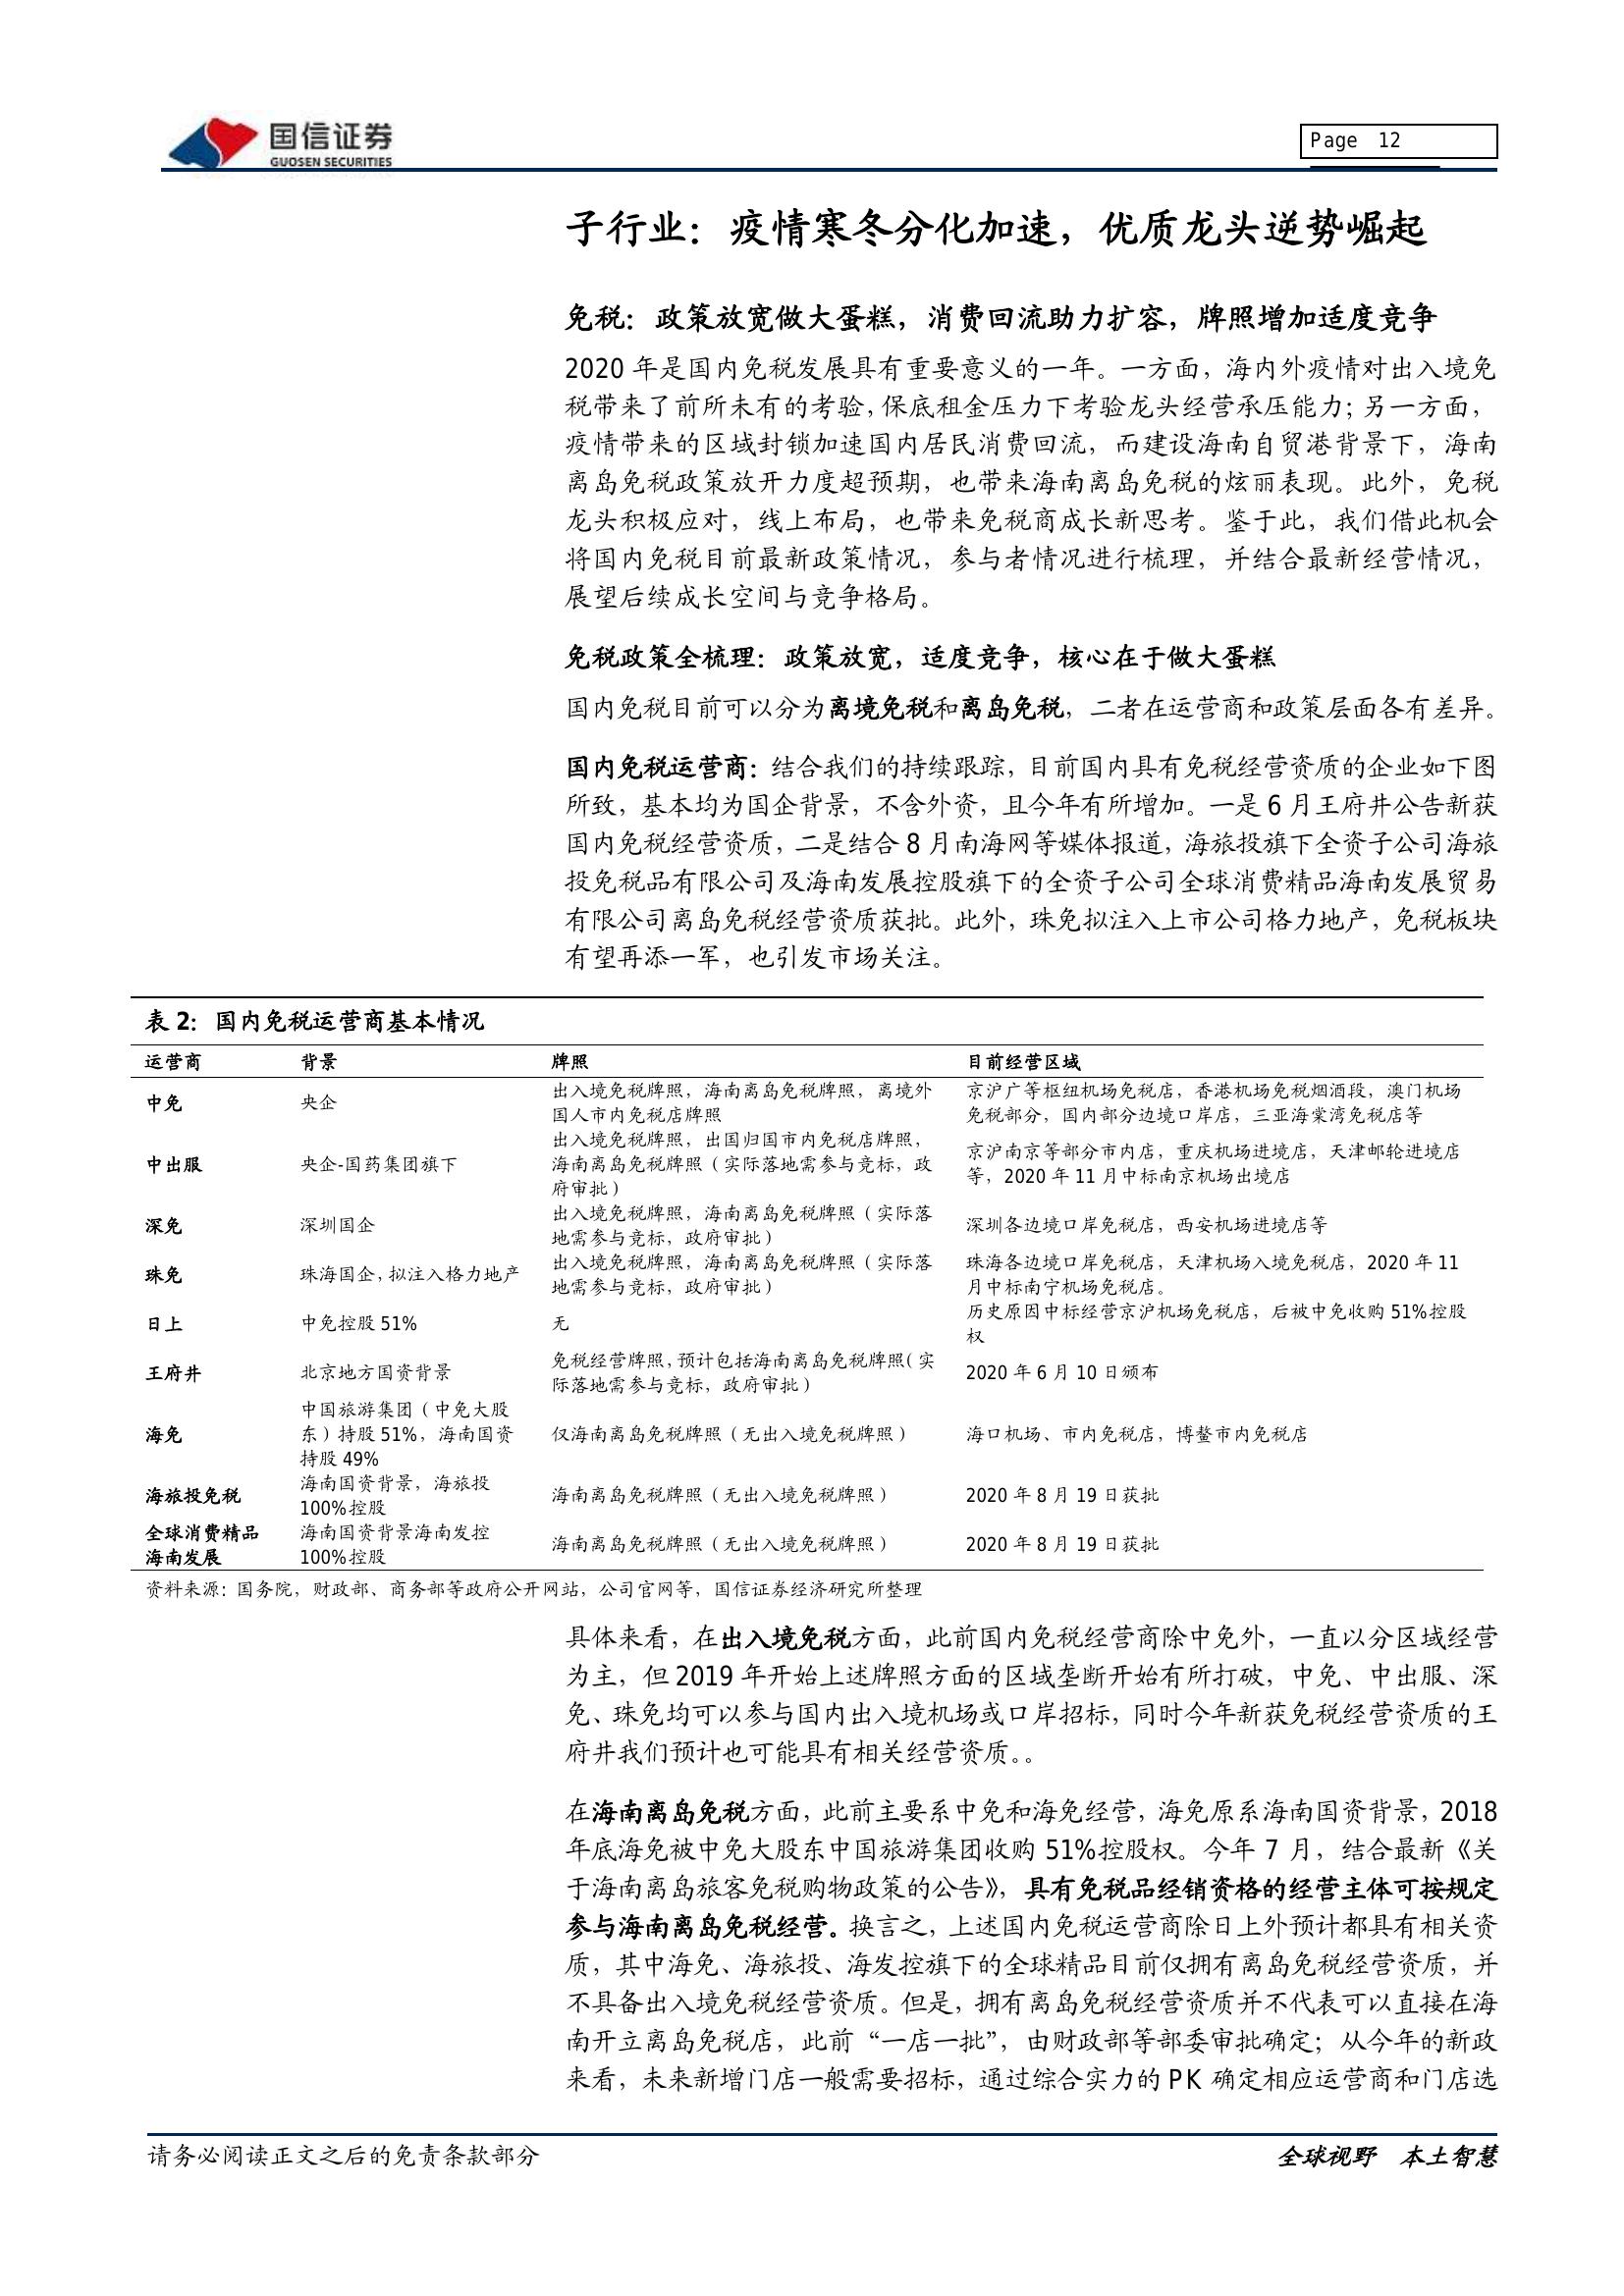 国信证券
GUOSEN SECURITIES
Page 12
子行业：疫情寒冬分化加速，优质龙头逆势崛起
免税：政策放宽做大蛋糕，消费回流助力扩容，牌照增加适度竞争
2020 年是国内免税发展具有重要意义的一年。一方面，海内外疫情对出入境免
税带来了前所未有的考验，保底租金压力下考验龙头经营承压能力；另一方面，
疫情带来的区域封锁加速国内居民消费回流，而建设海南自贸港背景下，海南
离岛免税政策放开力度超预期，也带来海南离岛免税的炫丽表现。此外，免税
龙头积极应对，线上布局，也带来免税商成长新思考。鉴于此，我们借此机会
将国内免税目前最新政策情况，参与者情况进行梳理，并结合最新经营情况，
展望后续成长空间与竞争格局。
免税政策全梳理：政策放宽，适度竞争，核心在于做大蛋糕
国内免税目前可以分为离境免税和离岛免税，二者在运营商和政策层面各有差异。
国内免税运营商：结合我们的持续跟踪，目前国内具有免税经营资质的企业如下图
所致，基本均为国企背景，不含外资，且今年有所增加。一是 6 月王府井公告新获
国内免税经营资质，二是结合 8 月南海网等媒体报道，海旅投旗下全资子公司海旅
投免税品有限公司及海南发展控股旗下的全资子公司全球消费精品海南发展贸易
有限公司离岛免税经营资质获批。此外，珠免拟注入上市公司格力地产，免税板块
有望再添一军，也引发市场关注。
表 2：国内免税运营商基本情况
运营商 背景 牌照 目前经营区域
中免 央企 出入境免税牌照，海南离岛免税牌照，离境外 京沪广等枢纽机场免税店，香港机场免税烟酒段，澳门机场
国人市内免税店牌照 免税部分，国内部分边境口岸店，三亚海棠湾免税店等
中出服 央企-国药集团旗下 出入境免税牌照，出国归国市内免税店牌照， 京沪南京等部分市内店，重庆机场进境店，天津邮轮进境店
海南离岛免税牌照（实际落地需参与竞标，政 等，2020 年 11 月中标南京机场出境店
府审批）
深免 深圳国企 出入境免税牌照，海南离岛免税牌照（实际落 深圳各边境口岸免税店，西安机场进境店等
地需参与竞标，政府审批）
珠免 珠海国企，拟注入格力地产 出入境免税牌照，海南离岛免税牌照（实际落 珠海各边境口岸免税店，天津机场入境免税店，2020 年 11
地需参与竞标，政府审批） 月中标南宁机场免税店。
日上 中免控股 51% 无 历史原因中标经营京沪机场免税店，后被中免收购 51%控股
权
王府井 北京地方国资背景 免税经营牌照，预计包括海南离岛免税牌照（实 2020 年 6 月 10 日颁布
际落地需参与竞标，政府审批）
海免 中国旅游集团（中免大股 仅海南离岛免税牌照（无出入境免税牌照） 海口机场、市内免税店，博鳌市内免税店
东）持股 51%，海南国资
持股 49%
海旅投免税 海南国资背景，海旅投 海南离岛免税牌照（无出入境免税牌照） 2020 年 8 月 19 日获批
100%控股
全球消费精品 海南国资背景海南发控 海南离岛免税牌照（无出入境免税牌照） 2020 年 8 月 19 日获批
海南发展 100%控股
资料来源：国务院，财政部、商务部等政府公开网站，公司官网等，国信证券经济研究所整理
具体来看，在出入境免税方面，此前国内免税经营商除中免外，一直以分区域经营
为主，但 2019 年开始上述牌照方面的区域垄断开始有所打破，中免、中出服、深
免、珠免均可以参与国内出入境机场或口岸招标，同时今年新获免税经营资质的王
府井我们预计也可能具有相关经营资质。。
在海南离岛免税方面，此前主要系中免和海免经营，海免原系海南国资背景，2018
年底海免被中免大股东中国旅游集团收购 51%控股权。今年 7 月，结合最新《关
于海南离岛旅客免税购物政策的公告》，具有免税品经销资格的经营主体可按规定
参与海南离岛免税经营。换言之，上述国内免税运营商除日上外预计都具有相关资
质，其中海免、海旅投、海发控旗下的全球精品目前仅拥有离岛免税经营资质，并
不具备出入境免税经营资质。但是，拥有离岛免税经营资质并不代表可以直接在海
南开立离岛免税店，此前“一店一批”，由财政部等部委审批确定；从今年的新政
来看，未来新增门店一般需要招标，通过综合实力的 PK 确定相应运营商和门店选
请务必阅读正文之后的免责条款部分
全球视野 本土智慧